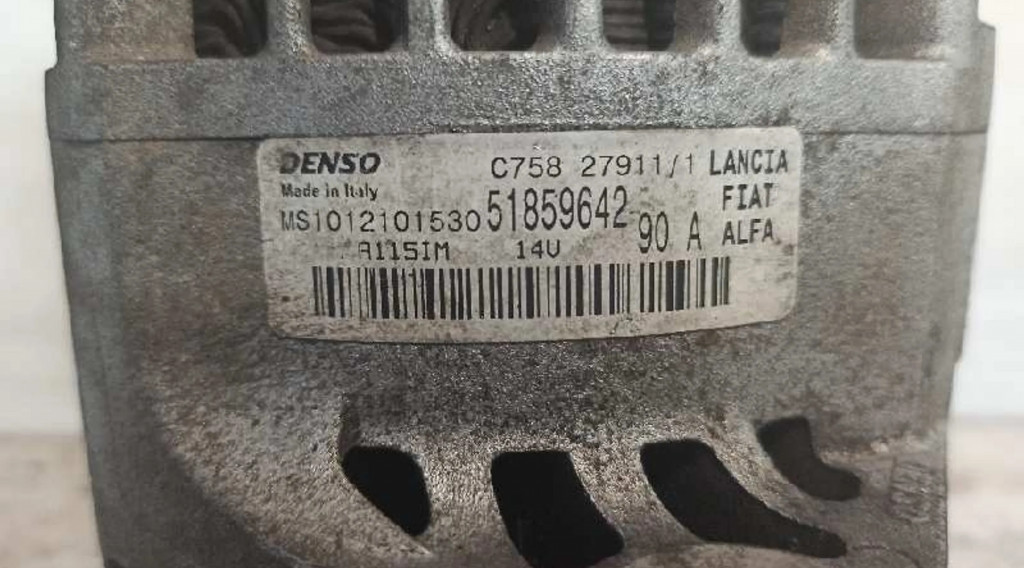 DENSO C758 27911/1 LANCIA
Made in Italy 51859642 FIAT
MS1012101530 90 A ALFA
A115IM 14V